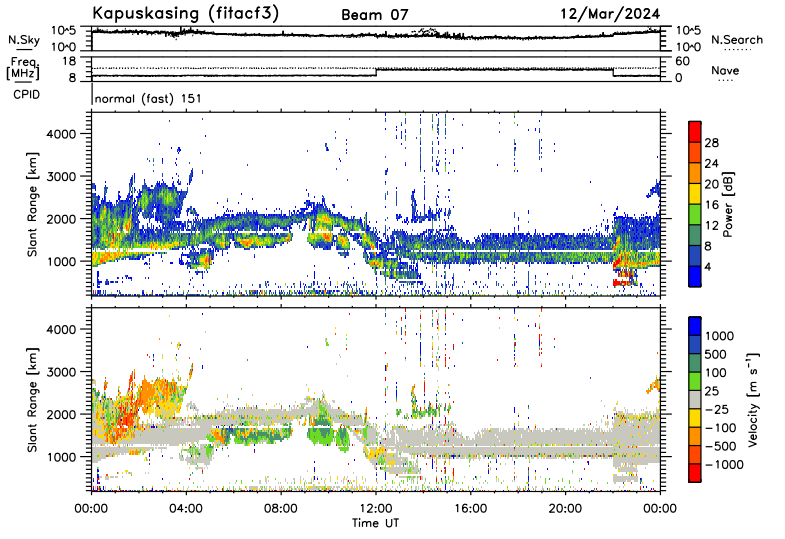 Kapuskasing (fitacf3) Beam 07 12/Mar/2024
N.Sky 10^5 10^0 10^5 10^0 N.Search
Freq. [MHz] 18 8 60 0 Nave
CPID normal (fast) 151
Slant Range [km] 4000 3000 2000 1000
Power [dB] 28 24 20 16 12 8 4
Slant Range [km] 4000 3000 2000 1000
Velocity [m s⁻¹] 1000 500 100 25 −25 −100 −500 −1000
00:00 04:00 08:00 12:00 16:00 20:00 00:00
Time UT